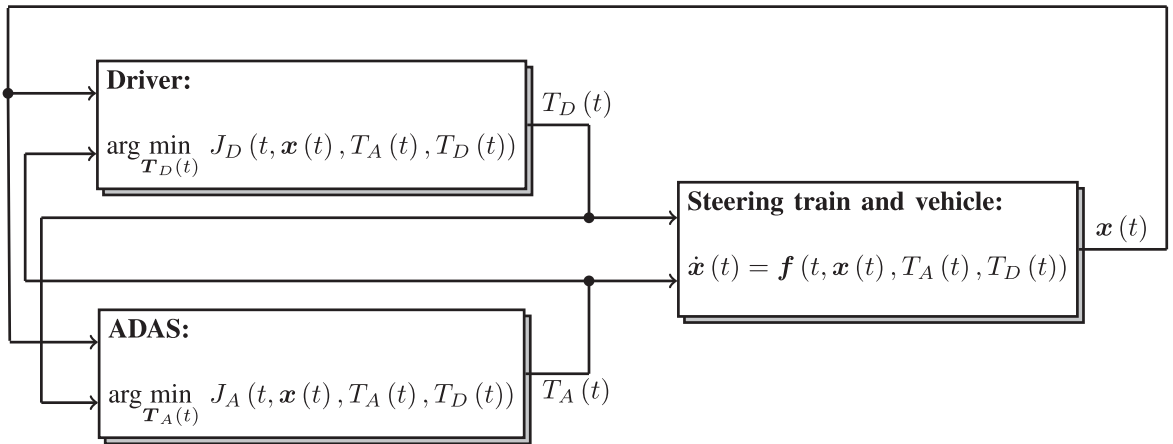 Driver:
arg min J_D (t, x (t) , T_A (t) , T_D (t))
T_D(t)
T_D (t)
Steering train and vehicle:
ẋ (t) = f (t, x (t) , T_A (t) , T_D (t))
x (t)
ADAS:
arg min J_A (t, x (t) , T_A (t) , T_D (t))
T_A(t)
T_A (t)